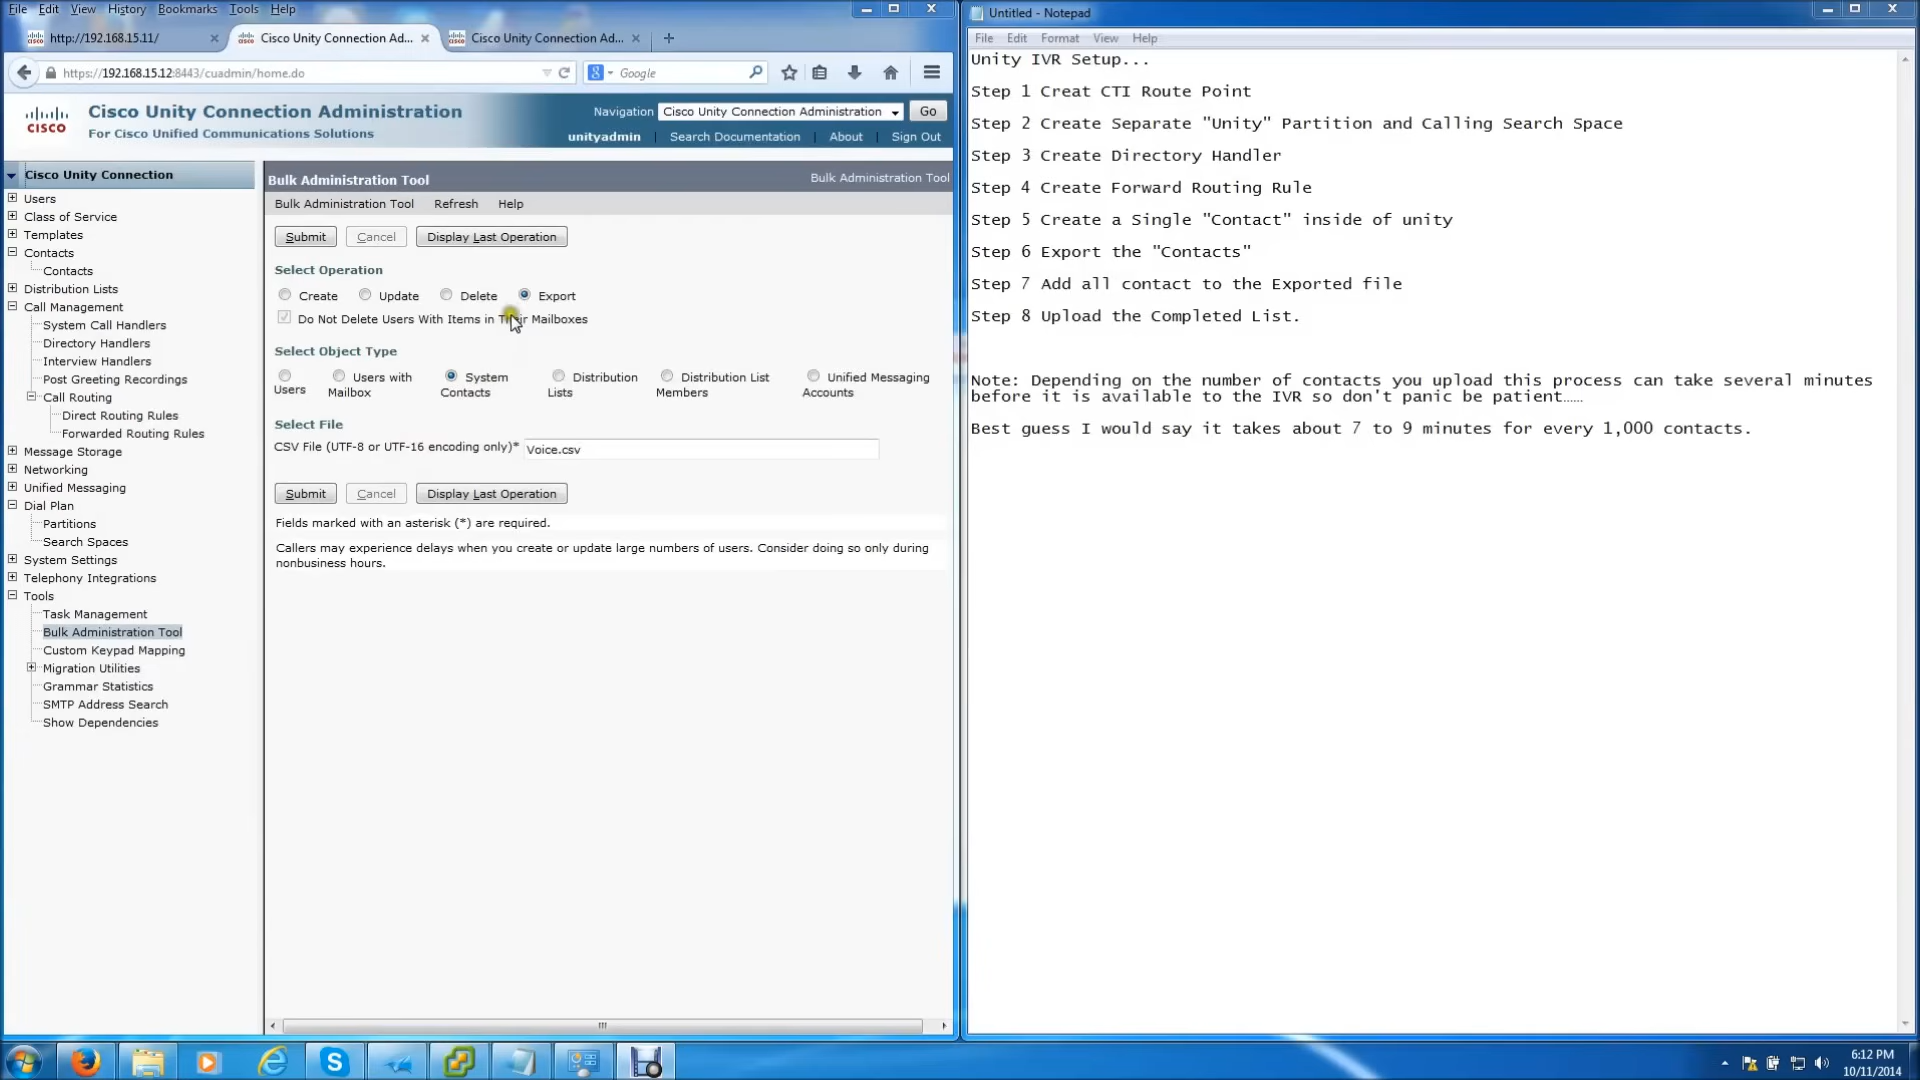 File Edit View History Bookmarks Tools Help
http://192.168.15.11/
Cisco Unity Connection Ad...
Cisco Unity Connection Ad...
https://192.168.15.12:8443/cuadmin/home.do
Google
CISCO
Cisco Unity Connection Administration
For Cisco Unified Communications Solutions
Navigation Cisco Unity Connection Administration Go
unityadmin Search Documentation About Sign Out
Cisco Unity Connection
Users
Class of Service
Templates
Contacts
Contacts
Distribution Lists
Call Management
System Call Handlers
Directory Handlers
Interview Handlers
Post Greeting Recordings
Call Routing
Direct Routing Rules
Forwarded Routing Rules
Message Storage
Networking
Unified Messaging
Dial Plan
Partitions
Search Spaces
System Settings
Telephony Integrations
Tools
Task Management
Bulk Administration Tool
Custom Keypad Mapping
Migration Utilities
Grammar Statistics
SMTP Address Search
Show Dependencies
Bulk Administration Tool
Bulk Administration Tool
Bulk Administration Tool Refresh Help
Submit Cancel Display Last Operation
Select Operation
Create Update Delete Export
Do Not Delete Users With Items in Their Mailboxes
Select Object Type
Users
Users with Mailbox
System Contacts
Distribution Lists
Distribution List Members
Unified Messaging Accounts
Select File
CSV File (UTF-8 or UTF-16 encoding only)* Voice.csv
Submit Cancel Display Last Operation
Fields marked with an asterisk (*) are required.
Callers may experience delays when you create or update large numbers of users. Consider doing so only during
nonbusiness hours.
Untitled - Notepad
File Edit Format View Help
Unity IVR Setup...
Step 1 Creat CTI Route Point
Step 2 Create Separate "Unity" Partition and Calling Search Space
Step 3 Create Directory Handler
Step 4 Create Forward Routing Rule
Step 5 Create a Single "Contact" inside of unity
Step 6 Export the "Contacts"
Step 7 Add all contact to the Exported file
Step 8 Upload the Completed List.
Note: Depending on the number of contacts you upload this process can take several minutes
before it is available to the IVR so don't panic be patient……
Best guess I would say it takes about 7 to 9 minutes for every 1,000 contacts.
6:12 PM
10/11/2014